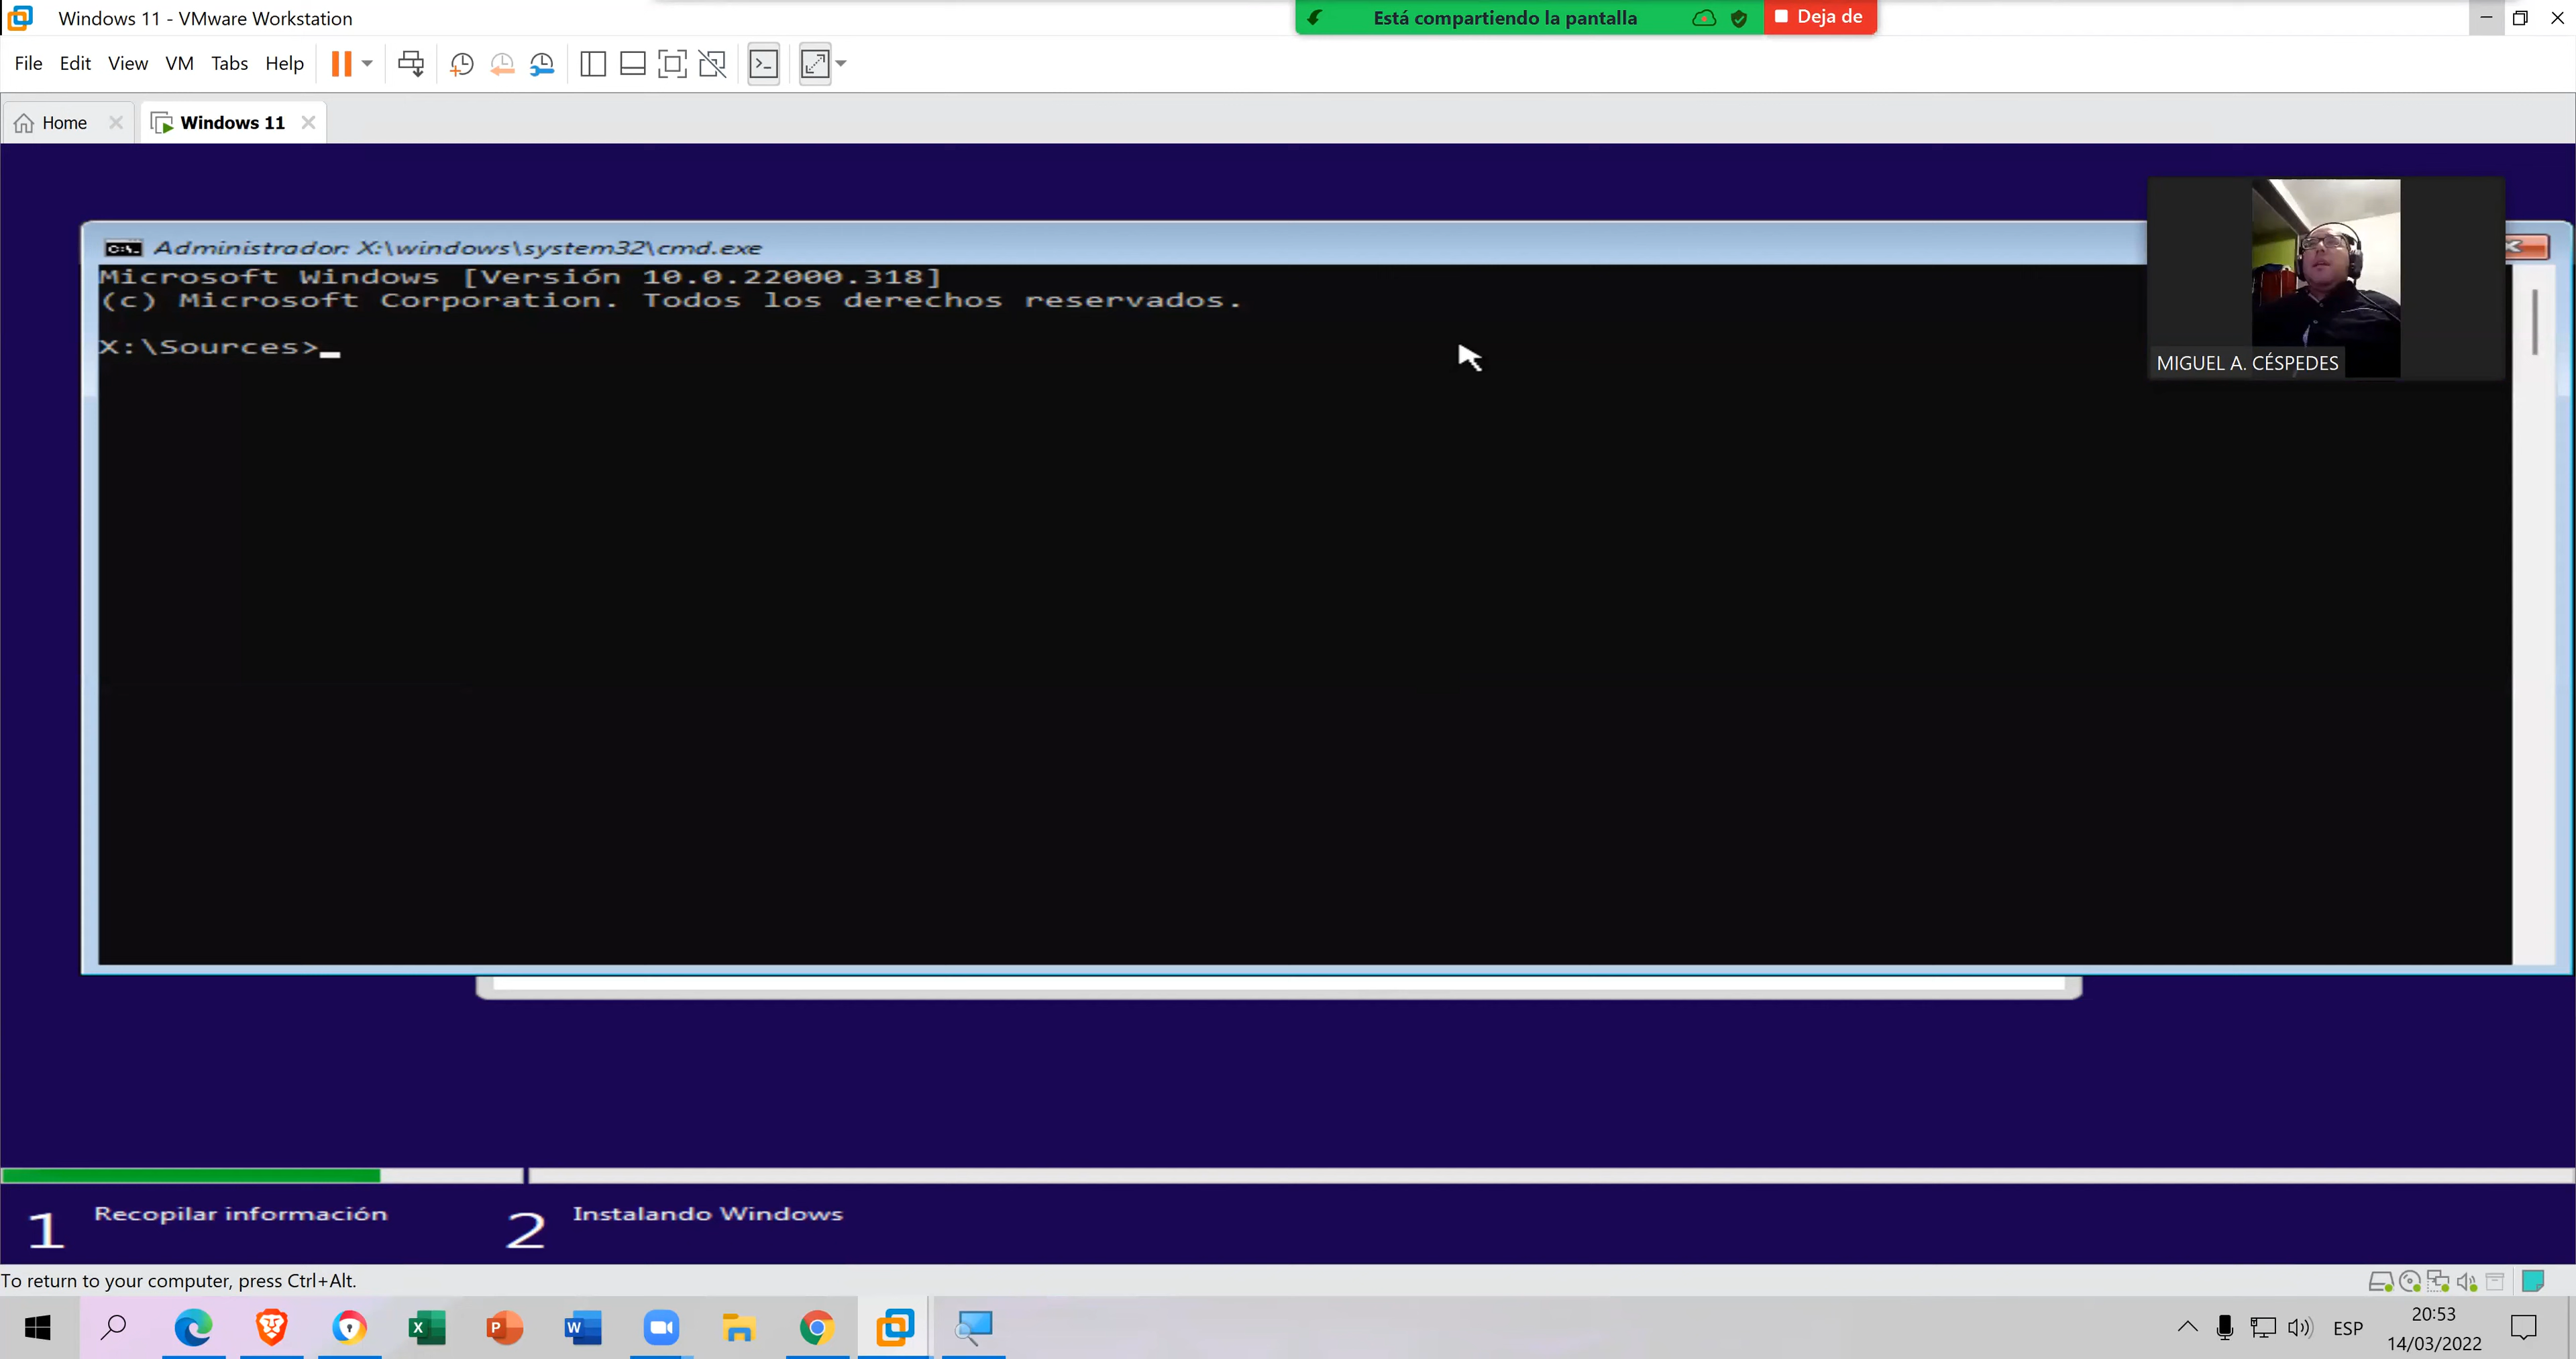 Windows 11 - VMware Workstation
Está compartiendo la pantalla
Deja de
File Edit View VM Tabs Help
Home
Windows 11
Administrador: X:\windows\system32\cmd.exe
Microsoft Windows [Versión 10.0.22000.318]
(c) Microsoft Corporation. Todos los derechos reservados.
X:\Sources>
MIGUEL A. CÉSPEDES
1 Recopilar información
2 Instalando Windows
To return to your computer, press Ctrl+Alt.
ESP
20:53
14/03/2022